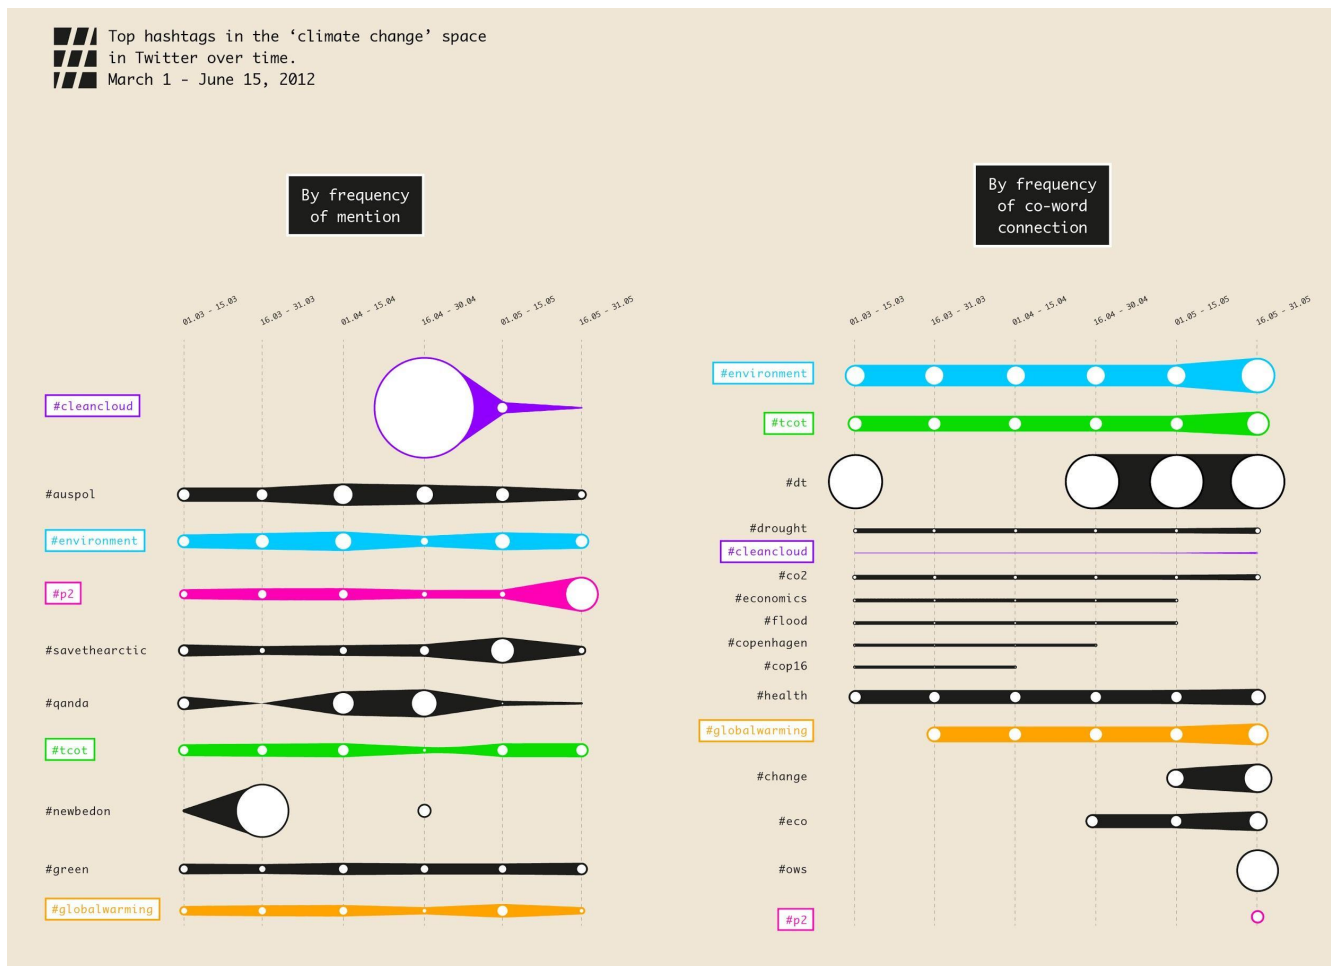 Top hashtags in the ‘climate change’ space
in Twitter over time.
March 1 - June 15, 2012
By frequency
of mention
01.03 - 15.03
16.03 - 31.03
01.04 - 15.04
16.04 - 30.04
01.05 - 15.05
16.05 - 31.05
#cleancloud
#auspol
#environment
#p2
#savethearctic
#qanda
#tcot
#newbedon
#green
#globalwarming
By frequency
of co-word
connection
01.03 - 15.03
16.03 - 31.03
01.04 - 15.04
16.04 - 30.04
01.05 - 15.05
16.05 - 31.05
#environment
#tcot
#dt
#drought
#cleancloud
#co2
#economics
#flood
#copenhagen
#cop16
#health
#globalwarming
#change
#eco
#ows
#p2